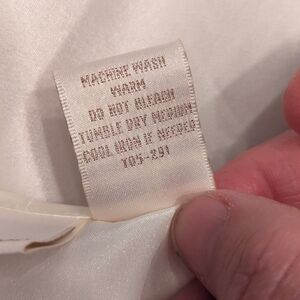 MACHINE WASH
WARM
DO NOT BLEACH
TUMBLE DRY MEDIUM
COOL IRON IF NEEDED
T05-291